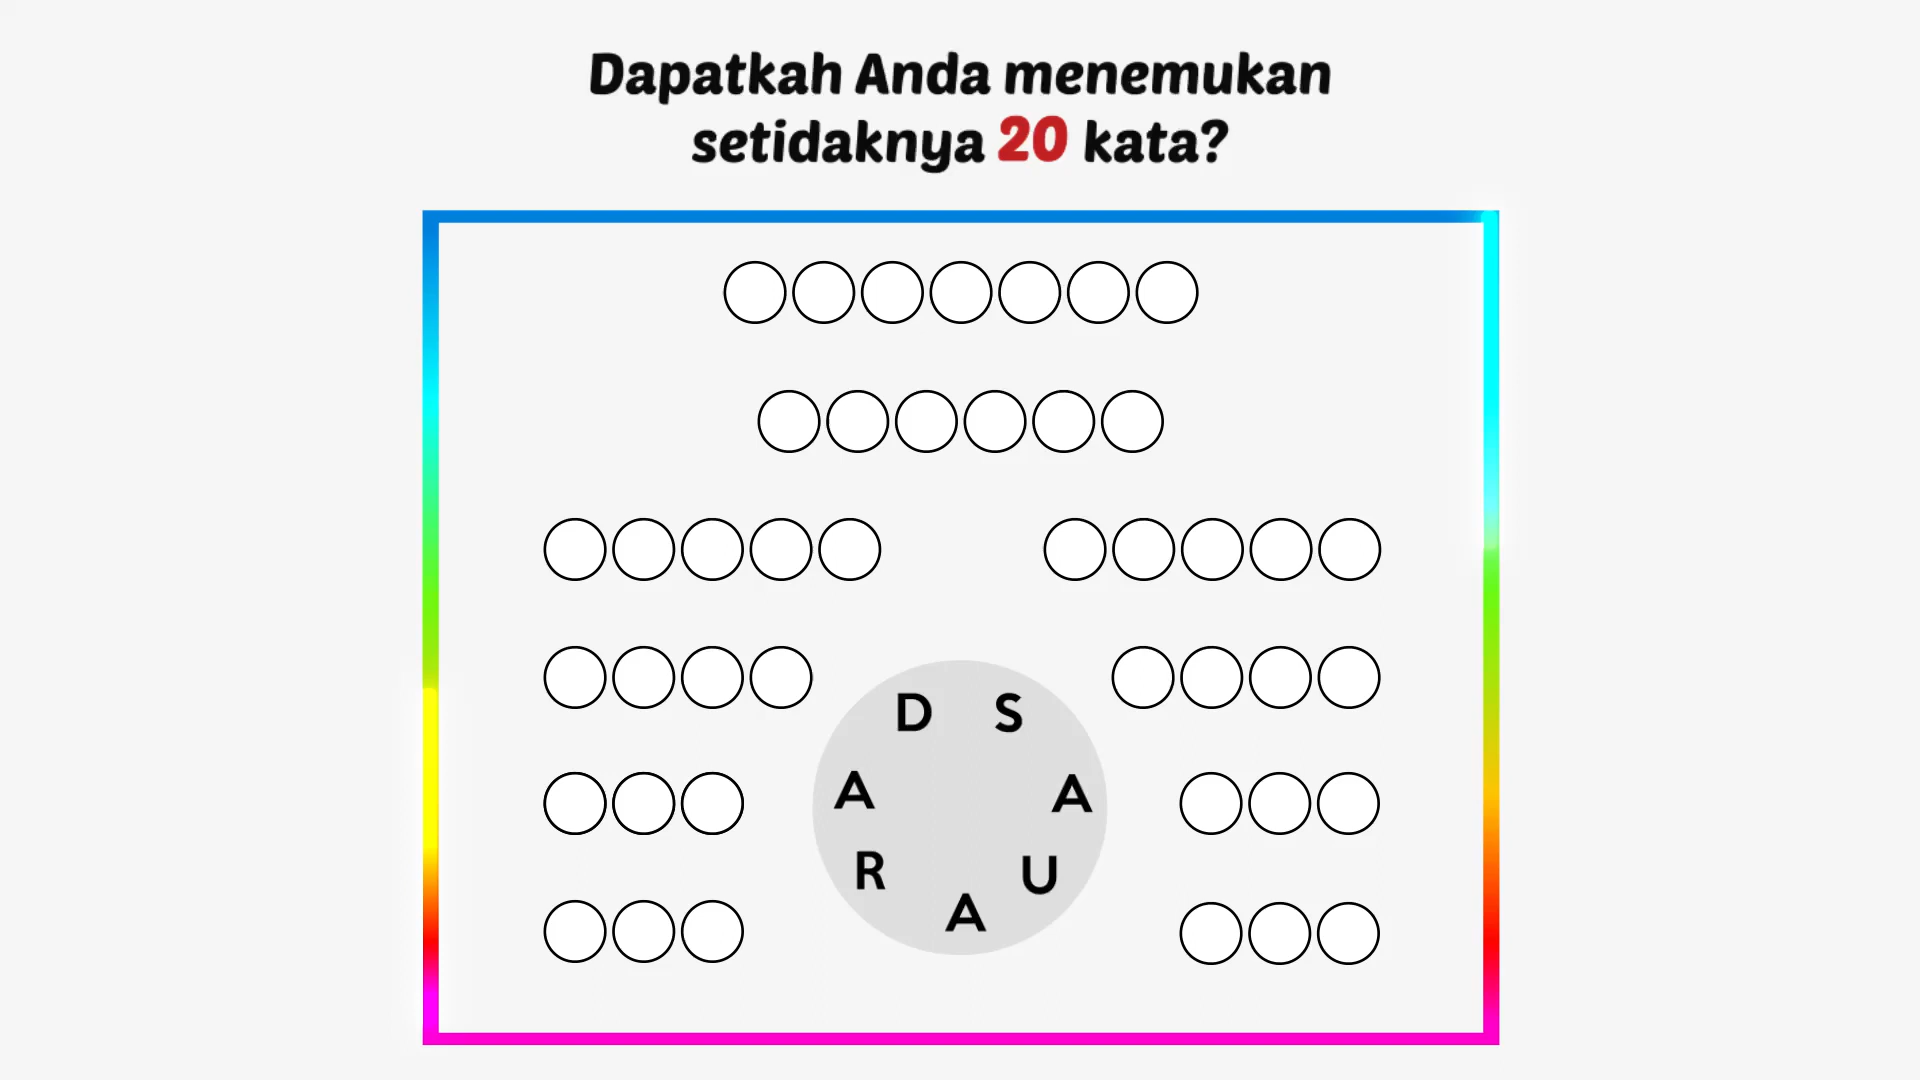 Dapatkah Anda menemukan
setidaknya 20 kata?
D S
A A
R U
A